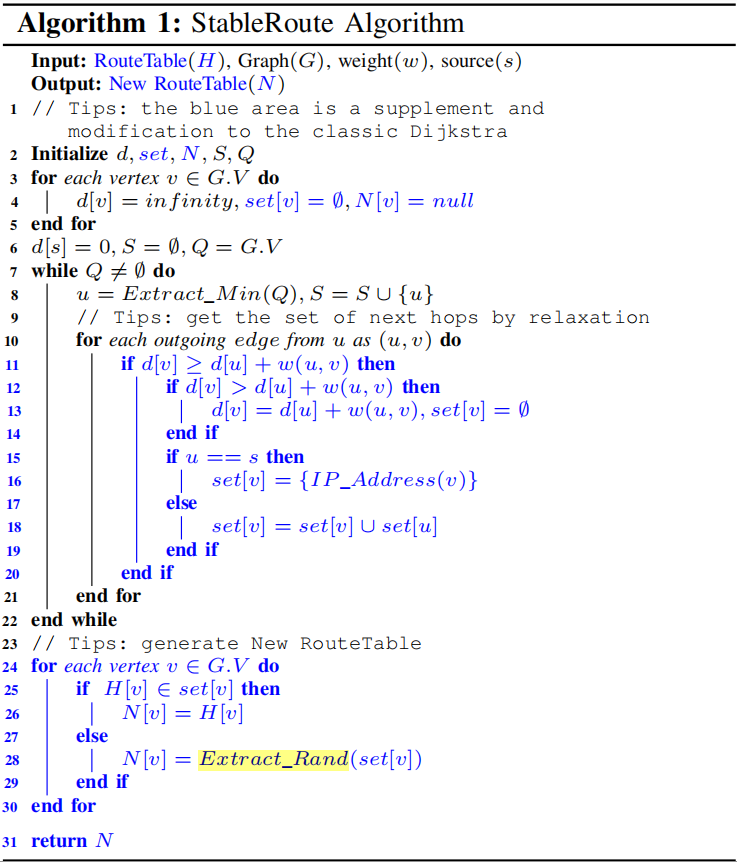 Algorithm 1: StableRoute Algorithm
Input: RouteTable(H), Graph(G), weight(w), source(s)
Output: New RouteTable(N)
1 // Tips: the blue area is a supplement and
modification to the classic Dijkstra
2 Initialize d, set, N, S, Q
3 for each vertex v ∈ G.V do
4 d[v] = infinity, set[v] = ∅, N[v] = null
5 end for
6 d[s] = 0, S = ∅, Q = G.V
7 while Q ≠ ∅ do
8 u = Extract_Min(Q), S = S ∪ {u}
9 // Tips: get the set of next hops by relaxation
10 for each outgoing edge from u as (u, v) do
11 if d[v] ≥ d[u] + w(u, v) then
12 if d[v] > d[u] + w(u, v) then
13 d[v] = d[u] + w(u, v), set[v] = ∅
14 end if
15 if u == s then
16 set[v] = {IP_Address(v)}
17 else
18 set[v] = set[v] ∪ set[u]
19 end if
20 end if
21 end for
22 end while
23 // Tips: generate New RouteTable
24 for each vertex v ∈ G.V do
25 if H[v] ∈ set[v] then
26 N[v] = H[v]
27 else
28 N[v] = Extract_Rand(set[v])
29 end if
30 end for
31 return N